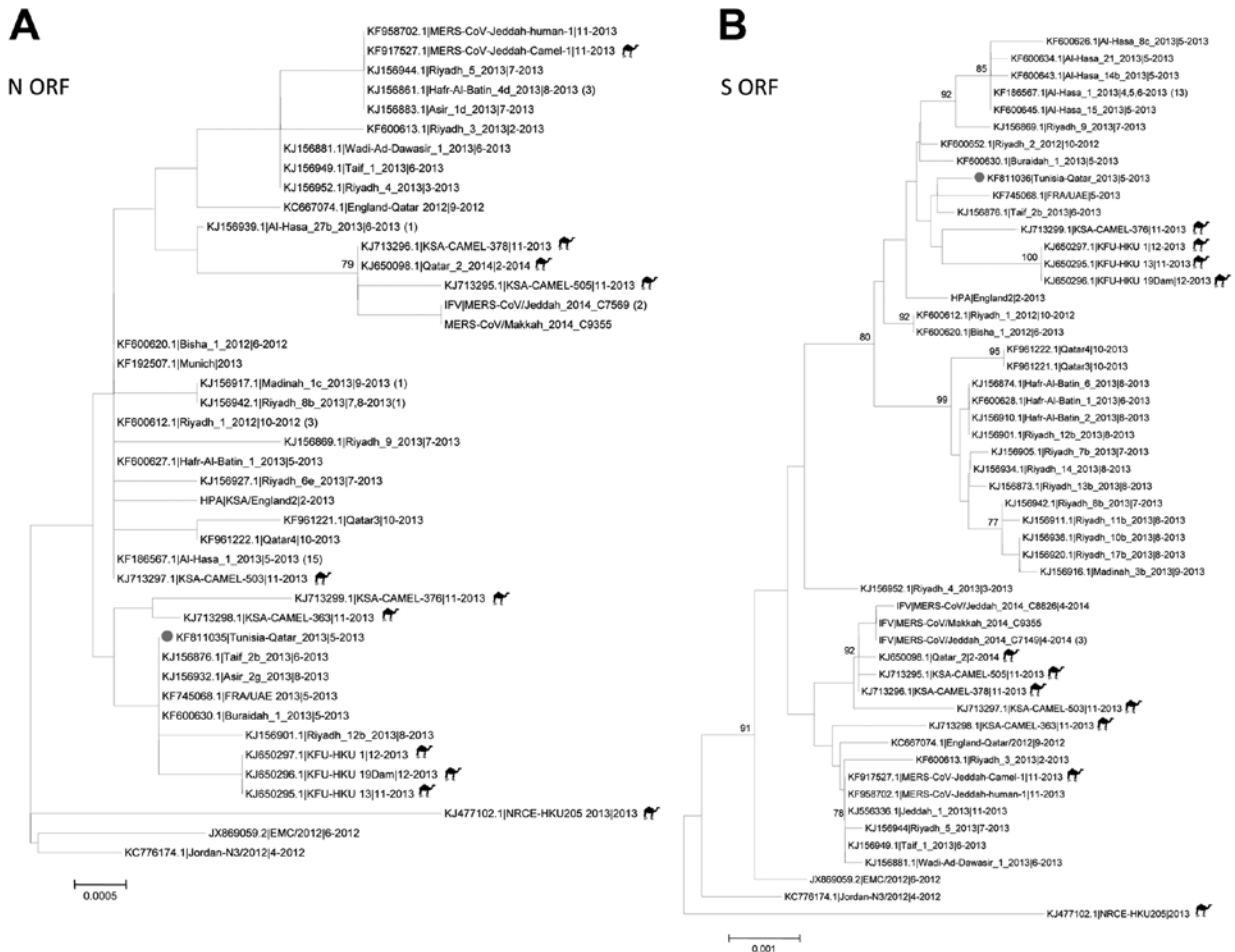 A
N ORF
KF958702.1|MERS-CoV-Jeddah-human-1|11-2013
KF917527.1|MERS-CoV-Jeddah-Camel-1|11-2013
KJ156944.1|Riyadh_5_2013|7-2013
KJ156861.1|Hafr-Al-Batin_4d_2013|8-2013 (3)
KJ156883.1|Asir_1d_2013|7-2013
KF600613.1|Riyadh_3_2013|2-2013
KJ156881.1|Wadi-Ad-Dawasir_1_2013|6-2013
KJ156949.1|Taif_1_2013|6-2013
KJ156952.1|Riyadh_4_2013|3-2013
KC667074.1|England-Qatar 2012|9-2012
KJ156939.1|Al-Hasa_27b_2013|6-2013 (1)
KJ713296.1|KSA-CAMEL-378|11-2013
79
KJ650098.1|Qatar_2_2014|2-2014
KJ713295.1|KSA-CAMEL-505|11-2013
IFV|MERS-CoV/Jeddah_2014_C7569 (2)
MERS-CoV/Makkah_2014_C9355
KF600620.1|Bisha_1_2012|6-2012
KF192507.1|Munich|2013
KJ156917.1|Madinah_1c_2013|9-2013 (1)
KJ156942.1|Riyadh_8b_2013|7,8-2013(1)
KF600612.1|Riyadh_1_2012|10-2012 (3)
KJ156869.1|Riyadh_9_2013|7-2013
KF600627.1|Hafr-Al-Batin_1_2013|5-2013
KJ156927.1|Riyadh_6e_2013|7-2013
HPA|KSA/England2|2-2013
KF961221.1|Qatar3|10-2013
KF961222.1|Qatar4|10-2013
KF186567.1|Al-Hasa_1_2013|5-2013 (15)
KJ713297.1|KSA-CAMEL-503|11-2013
KJ713299.1|KSA-CAMEL-376|11-2013
KJ713298.1|KSA-CAMEL-363|11-2013
KF811035|Tunisia-Qatar_2013|5-2013
KJ156876.1|Taif_2b_2013|6-2013
KJ156932.1|Asir_2g_2013|8-2013
KF745068.1|FRA/UAE 2013|5-2013
KF600630.1|Buraidah_1_2013|5-2013
KJ156901.1|Riyadh_12b_2013|8-2013
KJ650297.1|KFU-HKU 1|12-2013
KJ650296.1|KFU-HKU 19Dam|12-2013
KJ650295.1|KFU-HKU 13|11-2013
KJ477102.1|NRCE-HKU205 2013|2013
JX869059.2|EMC/2012|6-2012
KC776174.1|Jordan-N3/2012|4-2012
0.0005
B
S ORF
KF600626.1|Al-Hasa_8c_2013|5-2013
KF600634.1|Al-Hasa_21_2013|5-2013
85
KF600643.1|Al-Hasa_14b_2013|5-2013
92
KF186567.1|Al-Hasa_1_2013|4,5,6-2013 (13)
KF600645.1|Al-Hasa_15_2013|5-2013
KJ156869.1|Riyadh_9_2013|7-2013
KF600652.1|Riyadh_2_2012|10-2012
KF600630.1|Buraidah_1_2013|5-2013
KF811036|Tunisia-Qatar_2013|5-2013
KF745068.1|FRA/UAE|5-2013
KJ156876.1|Taif_2b_2013|6-2013
KJ713299.1|KSA-CAMEL-376|11-2013
KJ650297.1|KFU-HKU 1|12-2013
100
KJ650295.1|KFU-HKU 13|11-2013
KJ650296.1|KFU-HKU 19Dam|12-2013
HPA|England2|2-2013
92
KF600612.1|Riyadh_1_2012|10-2012
KF600620.1|Bisha_1_2012|6-2013
80
95
KF961222.1|Qatar4|10-2013
KF961221.1|Qatar3|10-2013
KJ156874.1|Hafr-Al-Batin_6_2013|8-2013
99
KF600628.1|Hafr-Al-Batin_1_2013|6-2013
KJ156910.1|Hafr-Al-Batin_2_2013|8-2013
KJ156901.1|Riyadh_12b_2013|8-2013
KJ156905.1|Riyadh_7b_2013|7-2013
KJ156934.1|Riyadh_14_2013|8-2013
KJ156873.1|Riyadh_13b_2013|8-2013
KJ156942.1|Riyadh_8b_2013|7-2013
77
KJ156911.1|Riyadh_11b_2013|8-2013
KJ156936.1|Riyadh_10b_2013|8-2013
KJ156920.1|Riyadh_17b_2013|8-2013
KJ156916.1|Madinah_3b_2013|9-2013
KJ156952.1|Riyadh_4_2013|3-2013
IFV|MERS-CoV/Jeddah_2014_C8826|4-2014
IFV|MERS-CoV/Makkah_2014_C9355
IFV|MERS-CoV/Jeddah_2014_C7149|4-2014 (3)
92
KJ650098.1|Qatar_2|2-2014
KJ713295.1|KSA-CAMEL-505|11-2013
KJ713296.1|KSA-CAMEL-378|11-2013
KJ713297.1|KSA-CAMEL-503|11-2013
91
KJ713298.1|KSA-CAMEL-363|11-2013
KC667074.1|England-Qatar/2012|9-2012
KF600613.1|Riyadh_3_2013|2-2013
KF917527.1|MERS-CoV-Jeddah-Camel-1|11-2013
KF958702.1|MERS-CoV-Jeddah-human-1|11-2013
78
KJ556336.1|Jeddah_1_2013|11-2013
KJ156944|Riyadh_5_2013|7-2013
KJ156949.1|Taif_1_2013|6-2013
KJ156881.1|Wadi-Ad-Dawasir_1_2013|6-2013
JX869059.2|EMC/2012|6-2012
KC776174.1|Jordan-N3/2012|4-2012
KJ477102.1|NRCE-HKU205|2013
0.001